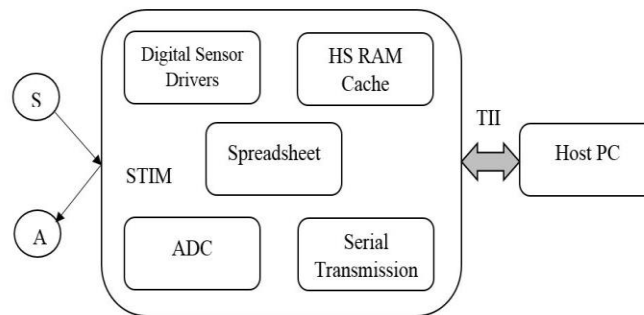 Digital Sensor
Drivers
HS RAM
Cache
S
TII
Spreadsheet
Host PC
STIM
A
ADC
Serial
Transmission